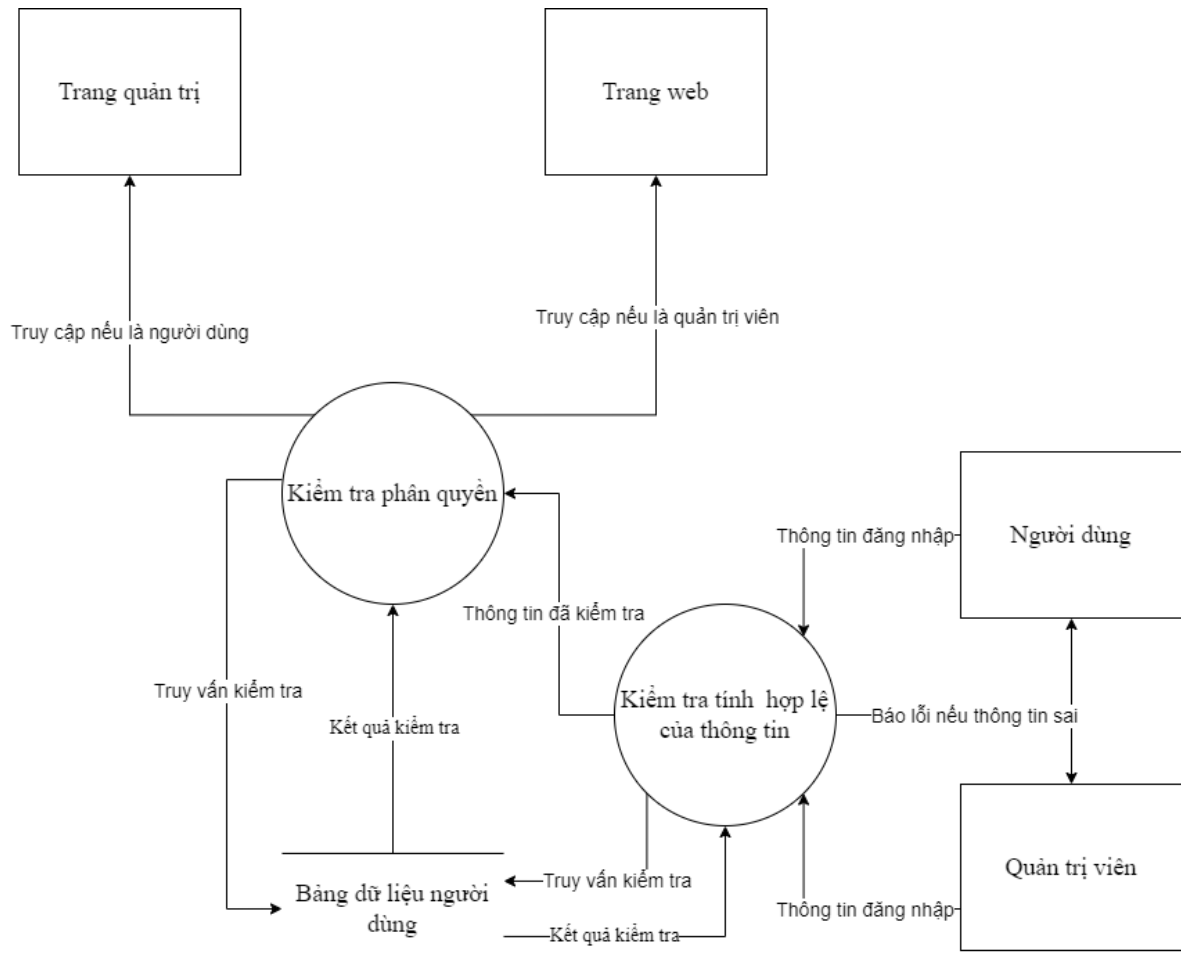 Trang quản trị
Trang web
Truy cập nếu là người dùng
Truy cập nếu là quản trị viên
Kiểm tra phân quyền
Thông tin đăng nhập
Người dùng
Thông tin đã kiểm tra
Truy vấn kiểm tra
Kết quả kiểm tra
Kiểm tra tính hợp lệ
của thông tin
Báo lỗi nếu thông tin sai
Truy vấn kiểm tra
Bảng dữ liệu người
dùng
Kết quả kiểm tra
Thông tin đăng nhập
Quản trị viên